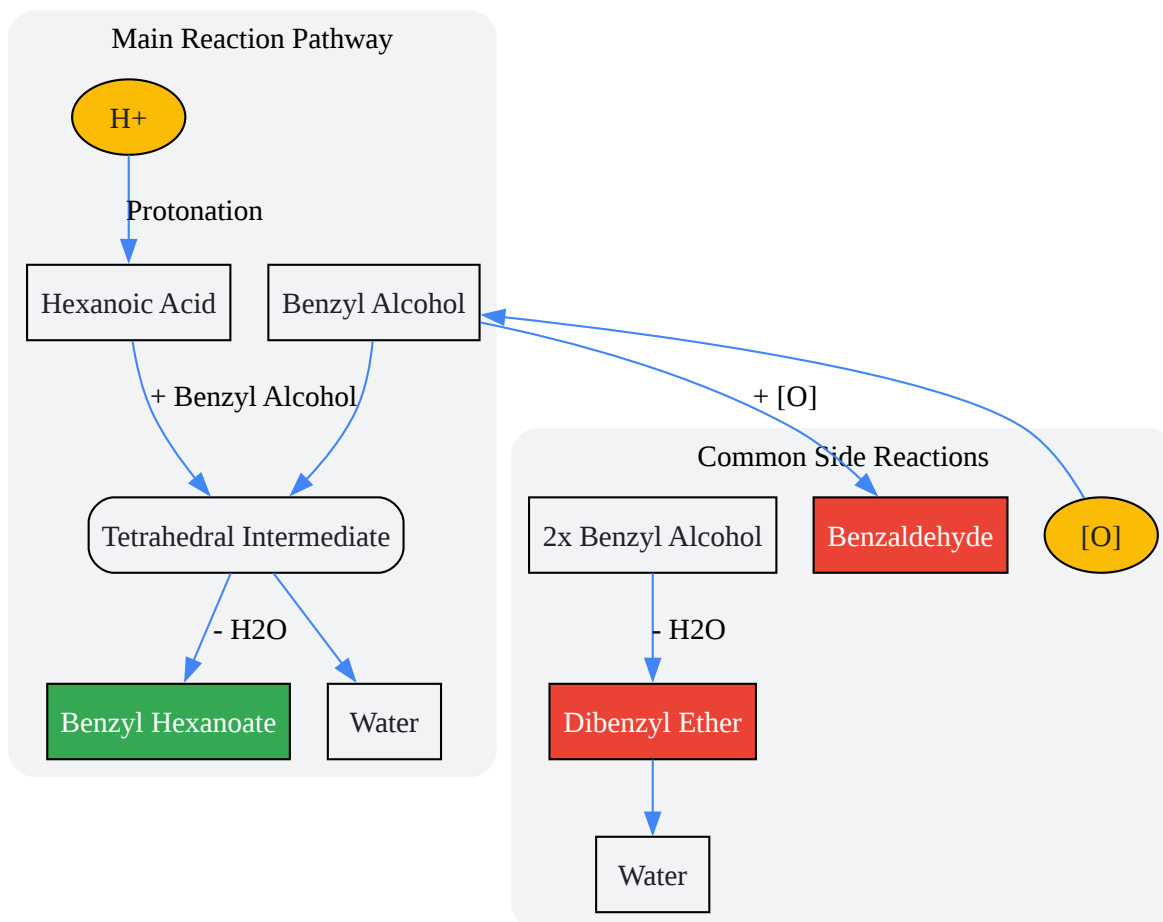 Main Reaction Pathway
H+
Protonation
Hexanoic Acid
Benzyl Alcohol
+ Benzyl Alcohol
+ [O]
Common Side Reactions
Tetrahedral Intermediate
2x Benzyl Alcohol
Benzaldehyde
[O]
- H2O
- H2O
Benzyl Hexanoate
Water
Dibenzyl Ether
Water